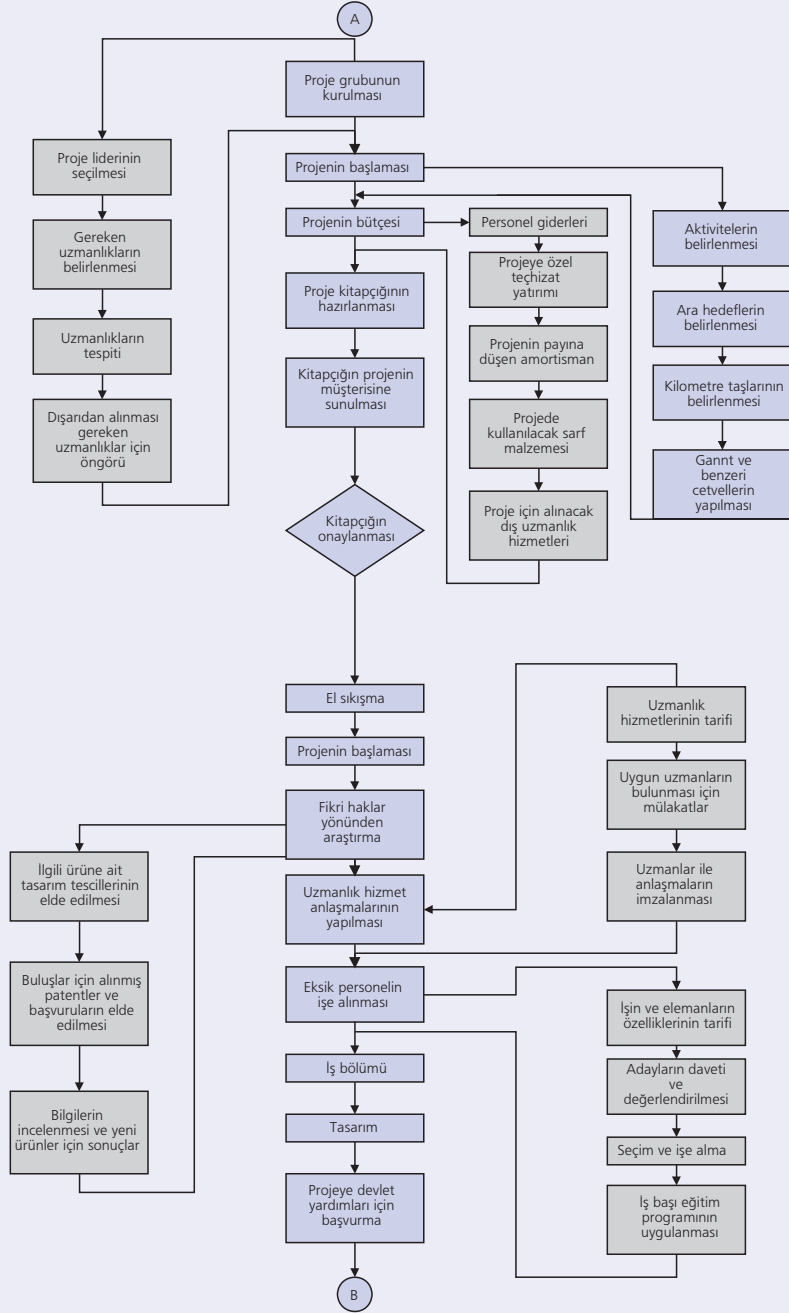 A
Proje grubunun
kurulması
Proje liderinin
seçilmesi
Gereken
uzmanlıkların
belirlenmesi
Uzmanlıkların
tespiti
Dışarıdan alınması
gereken
uzmanlıklar için
öngörü
Projenin başlaması
Projenin bütçesi
Proje kitapçığının
hazırlanması
Kitapçığın projenin
müşterisine
sunulması
Kitapçığın
onaylanması
Personel giderleri
Projeye özel
teçhizat
yatırımı
Projenin payına
düşen amortisman
Projede
kullanılacak sarf
malzemesi
Proje için alınacak
dış uzmanlık
hizmetleri
Aktivitelerin
belirlenmesi
Ara hedeflerin
belirlenmesi
Kilometre taşlarının
belirlenmesi
Gannt ve
benzeri
cetvellerin
yapılması
El sıkışma
Projenin başlaması
Fikri haklar
yönünden
araştırma
İlgili ürüne ait
tasarım tescillerinin
elde edilmesi
Buluşlar için alınmış
patentler ve
başvuruların elde
edilmesi
Bilgilerin
incelenmesi ve yeni
ürünler için sonuçlar
Uzmanlık hizmet
anlaşmalarının
yapılması
Uzmanlık
hizmetlerinin tarifi
Uygun uzmanların
bulunması için
mülakatlar
Uzmanlar ile
anlaşmaların
imzalanması
Eksik personelin
işe alınması
İşin ve elemanların
özelliklerinin tarifi
Adayların daveti
ve
değerlendirilmesi
Seçim ve işe alma
İş başı eğitim
programının
uygulanması
İş bölümü
Tasarım
Projeye devlet
yardımları için
başvurma
B